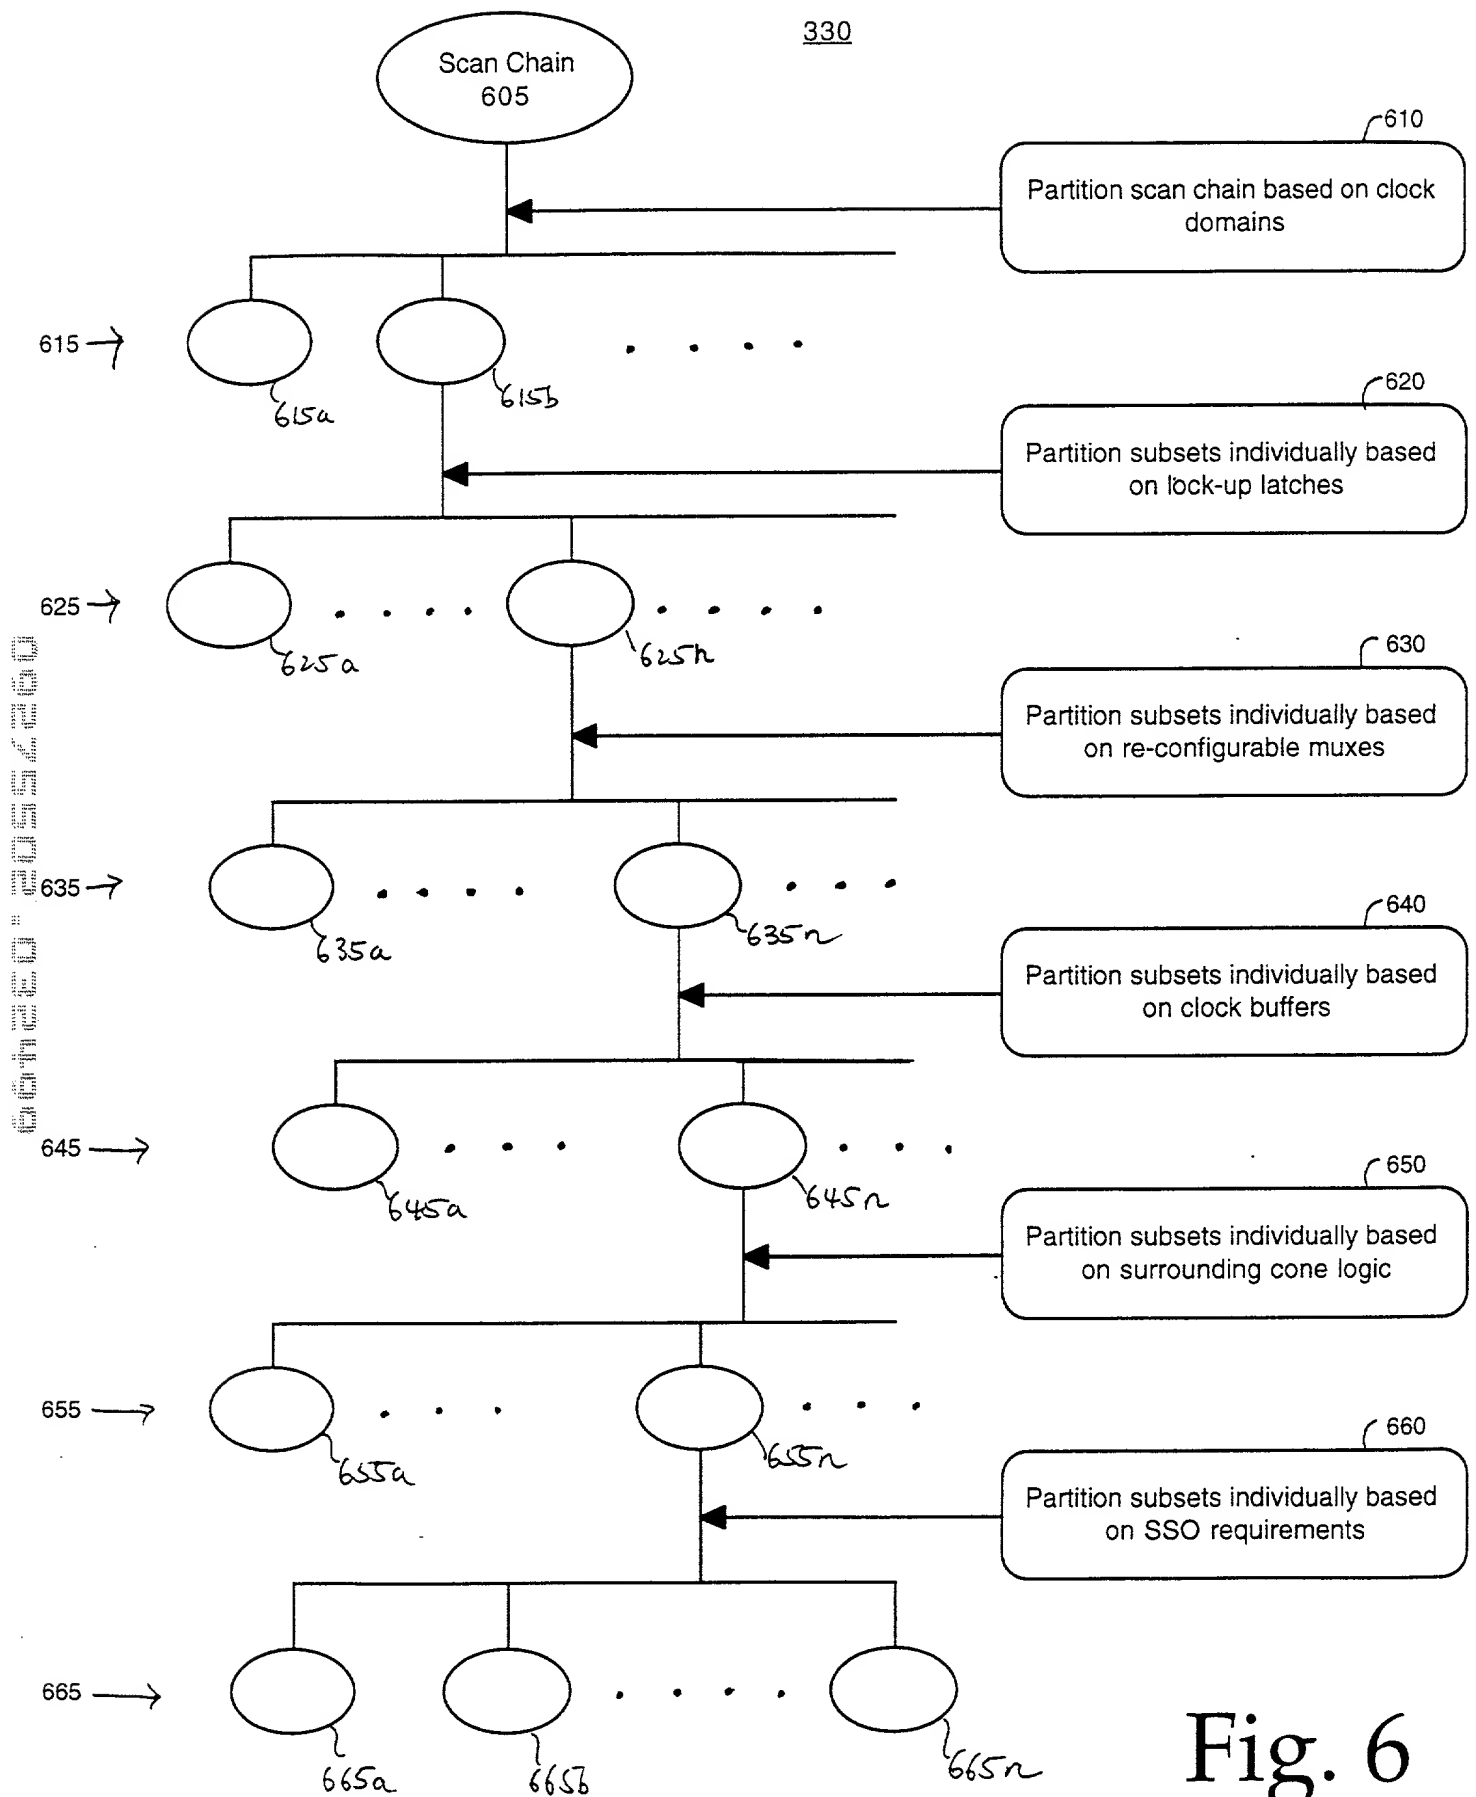 330
Scan Chain
605
610
Partition scan chain based on clock
domains
615
615a
615b
620
Partition subsets individually based
on lock-up latches
625
625a
625n
630
Partition subsets individually based
on re-configurable muxes
635
635a
635n
640
Partition subsets individually based
on clock buffers
645
645a
645n
650
Partition subsets individually based
on surrounding cone logic
655
655a
655n
660
Partition subsets individually based
on SSO requirements
665
665a
665b
665n
Fig. 6